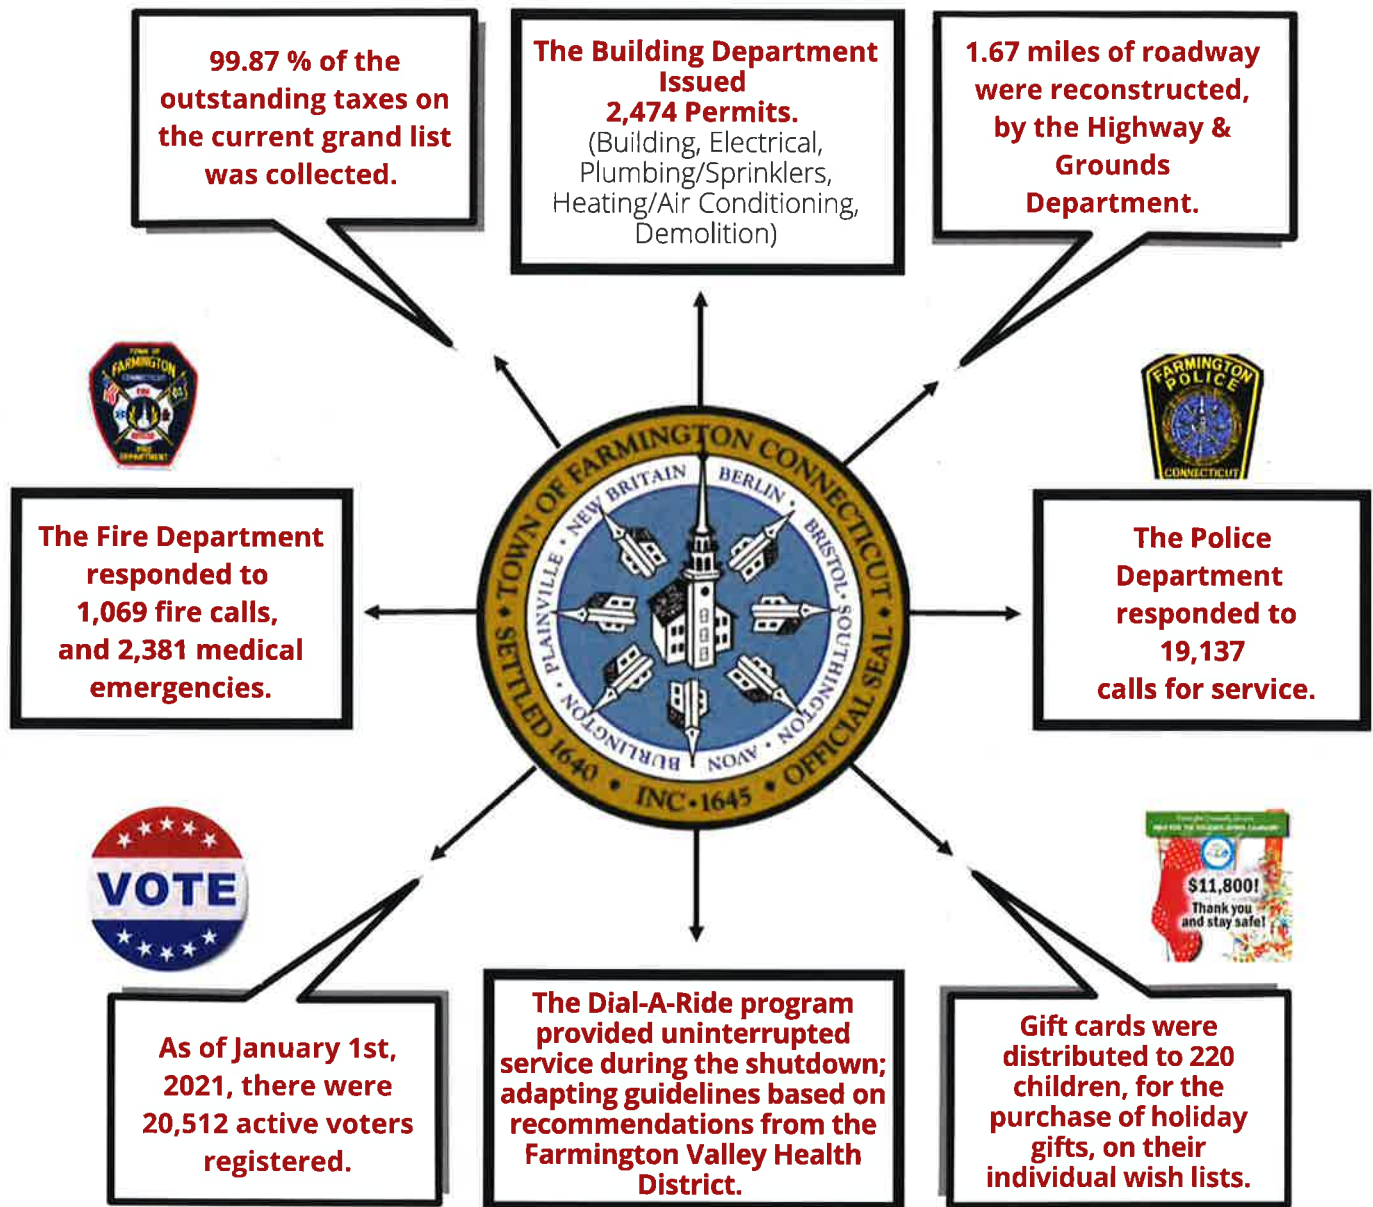 99.87 % of the
outstanding taxes on
the current grand list
was collected.
The Building Department
Issued
2,474 Permits.
(Building, Electrical,
Plumbing/Sprinklers,
Heating/Air Conditioning,
Demolition)
1.67 miles of roadway
were reconstructed,
by the Highway &
Grounds
Department.
TOWN OF
FARMINGTON
CONNECTICUT
FIRE
RESCUE
FIRE
DEPARTMENT
The Fire Department
responded to
1,069 fire calls,
and 2,381 medical
emergencies.
TOWN OF FARMINGTON CONNECTICUT • OFFICIAL SEAL • INC • 1645 • SETTLED 1640 •
NEW BRITAIN BERLIN • BRISTOL • SOUTHINGTON • AVON • BURLINGTON • PLAINVILLE •
FARMINGTON
POLICE
CONNECTICUT
The Police
Department
responded to
19,137
calls for service.
VOTE
As of January 1st,
2021, there were
20,512 active voters
registered.
The Dial-A-Ride program
provided uninterrupted
service during the shutdown;
adapting guidelines based on
recommendations from the
Farmington Valley Health
District.
$11,800!
Thank you
and stay safe!
Gift cards were
distributed to 220
children, for the
purchase of holiday
gifts, on their
individual wish lists.